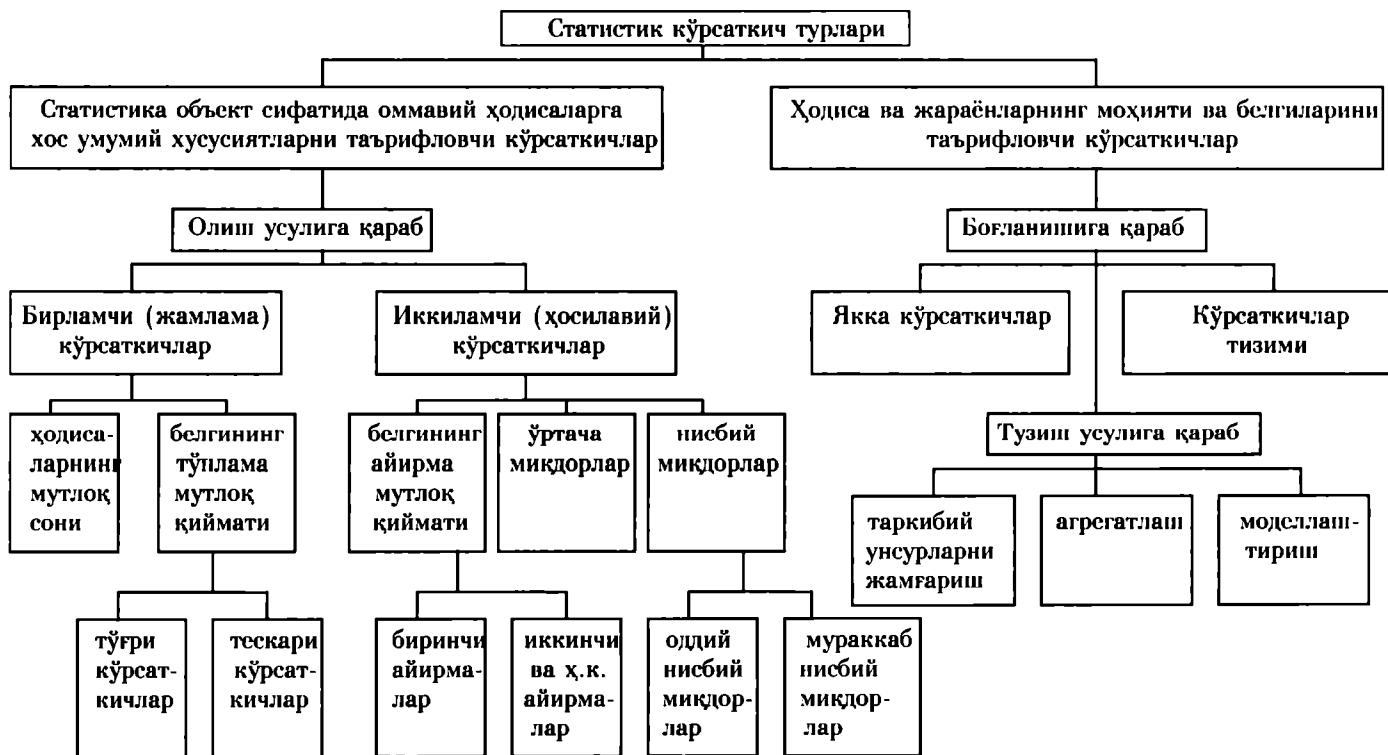 Статистик кўрсаткич турлари
Статистика объект сифатида оммавий ҳодисаларга
хос умумий хусусиятларни таърифловчи кўрсаткичлар
Ҳодиса ва жараёнларнинг моҳияти ва белгиларини
таърифловчи кўрсаткичлар
Олиш усулига қараб
Боғланишига қараб
Бирламчи (жамлама)
кўрсаткичлар
Иккиламчи (ҳосилавий)
кўрсаткичлар
Якка кўрсаткичлар
Кўрсаткичлар
тизими
ҳодиса-
ларнинг
мутлоқ
сони
белгининг
тўплама
мутлоқ
қиймати
белгининг
айирма
мутлоқ
қиймати
ўртача
миқдорлар
нисбий
миқдорлар
Тузиш усулига қараб
таркибий
унсурларни
жамғариш
агрегатлаш
моделлаш-
тириш
тўғри
кўрсат-
кичлар
тескари
кўрсат-
кичлар
биринчи
айирма-
лар
иккинчи
ва ҳ.к.
айирма-
лар
оддий
нисбий
миқдор-
лар
мураккаб
нисбий
миқдор-
лар